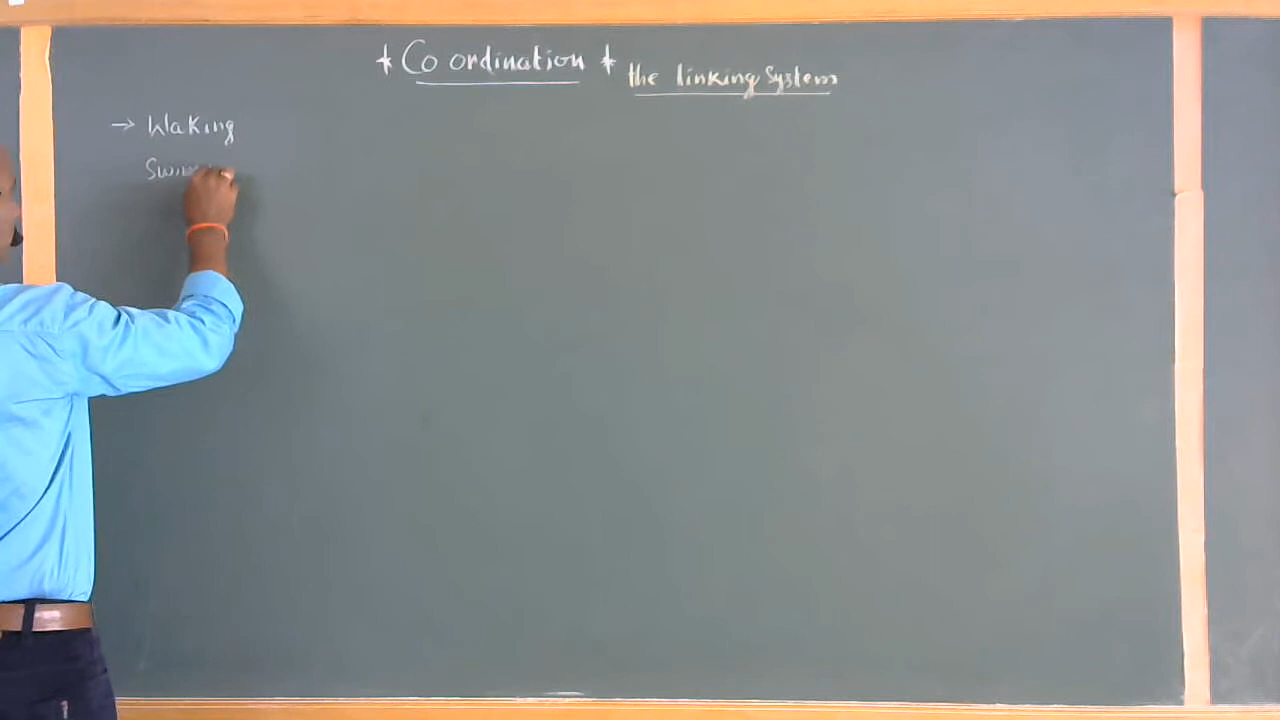 * Co ordination * the linking System
→ Waking